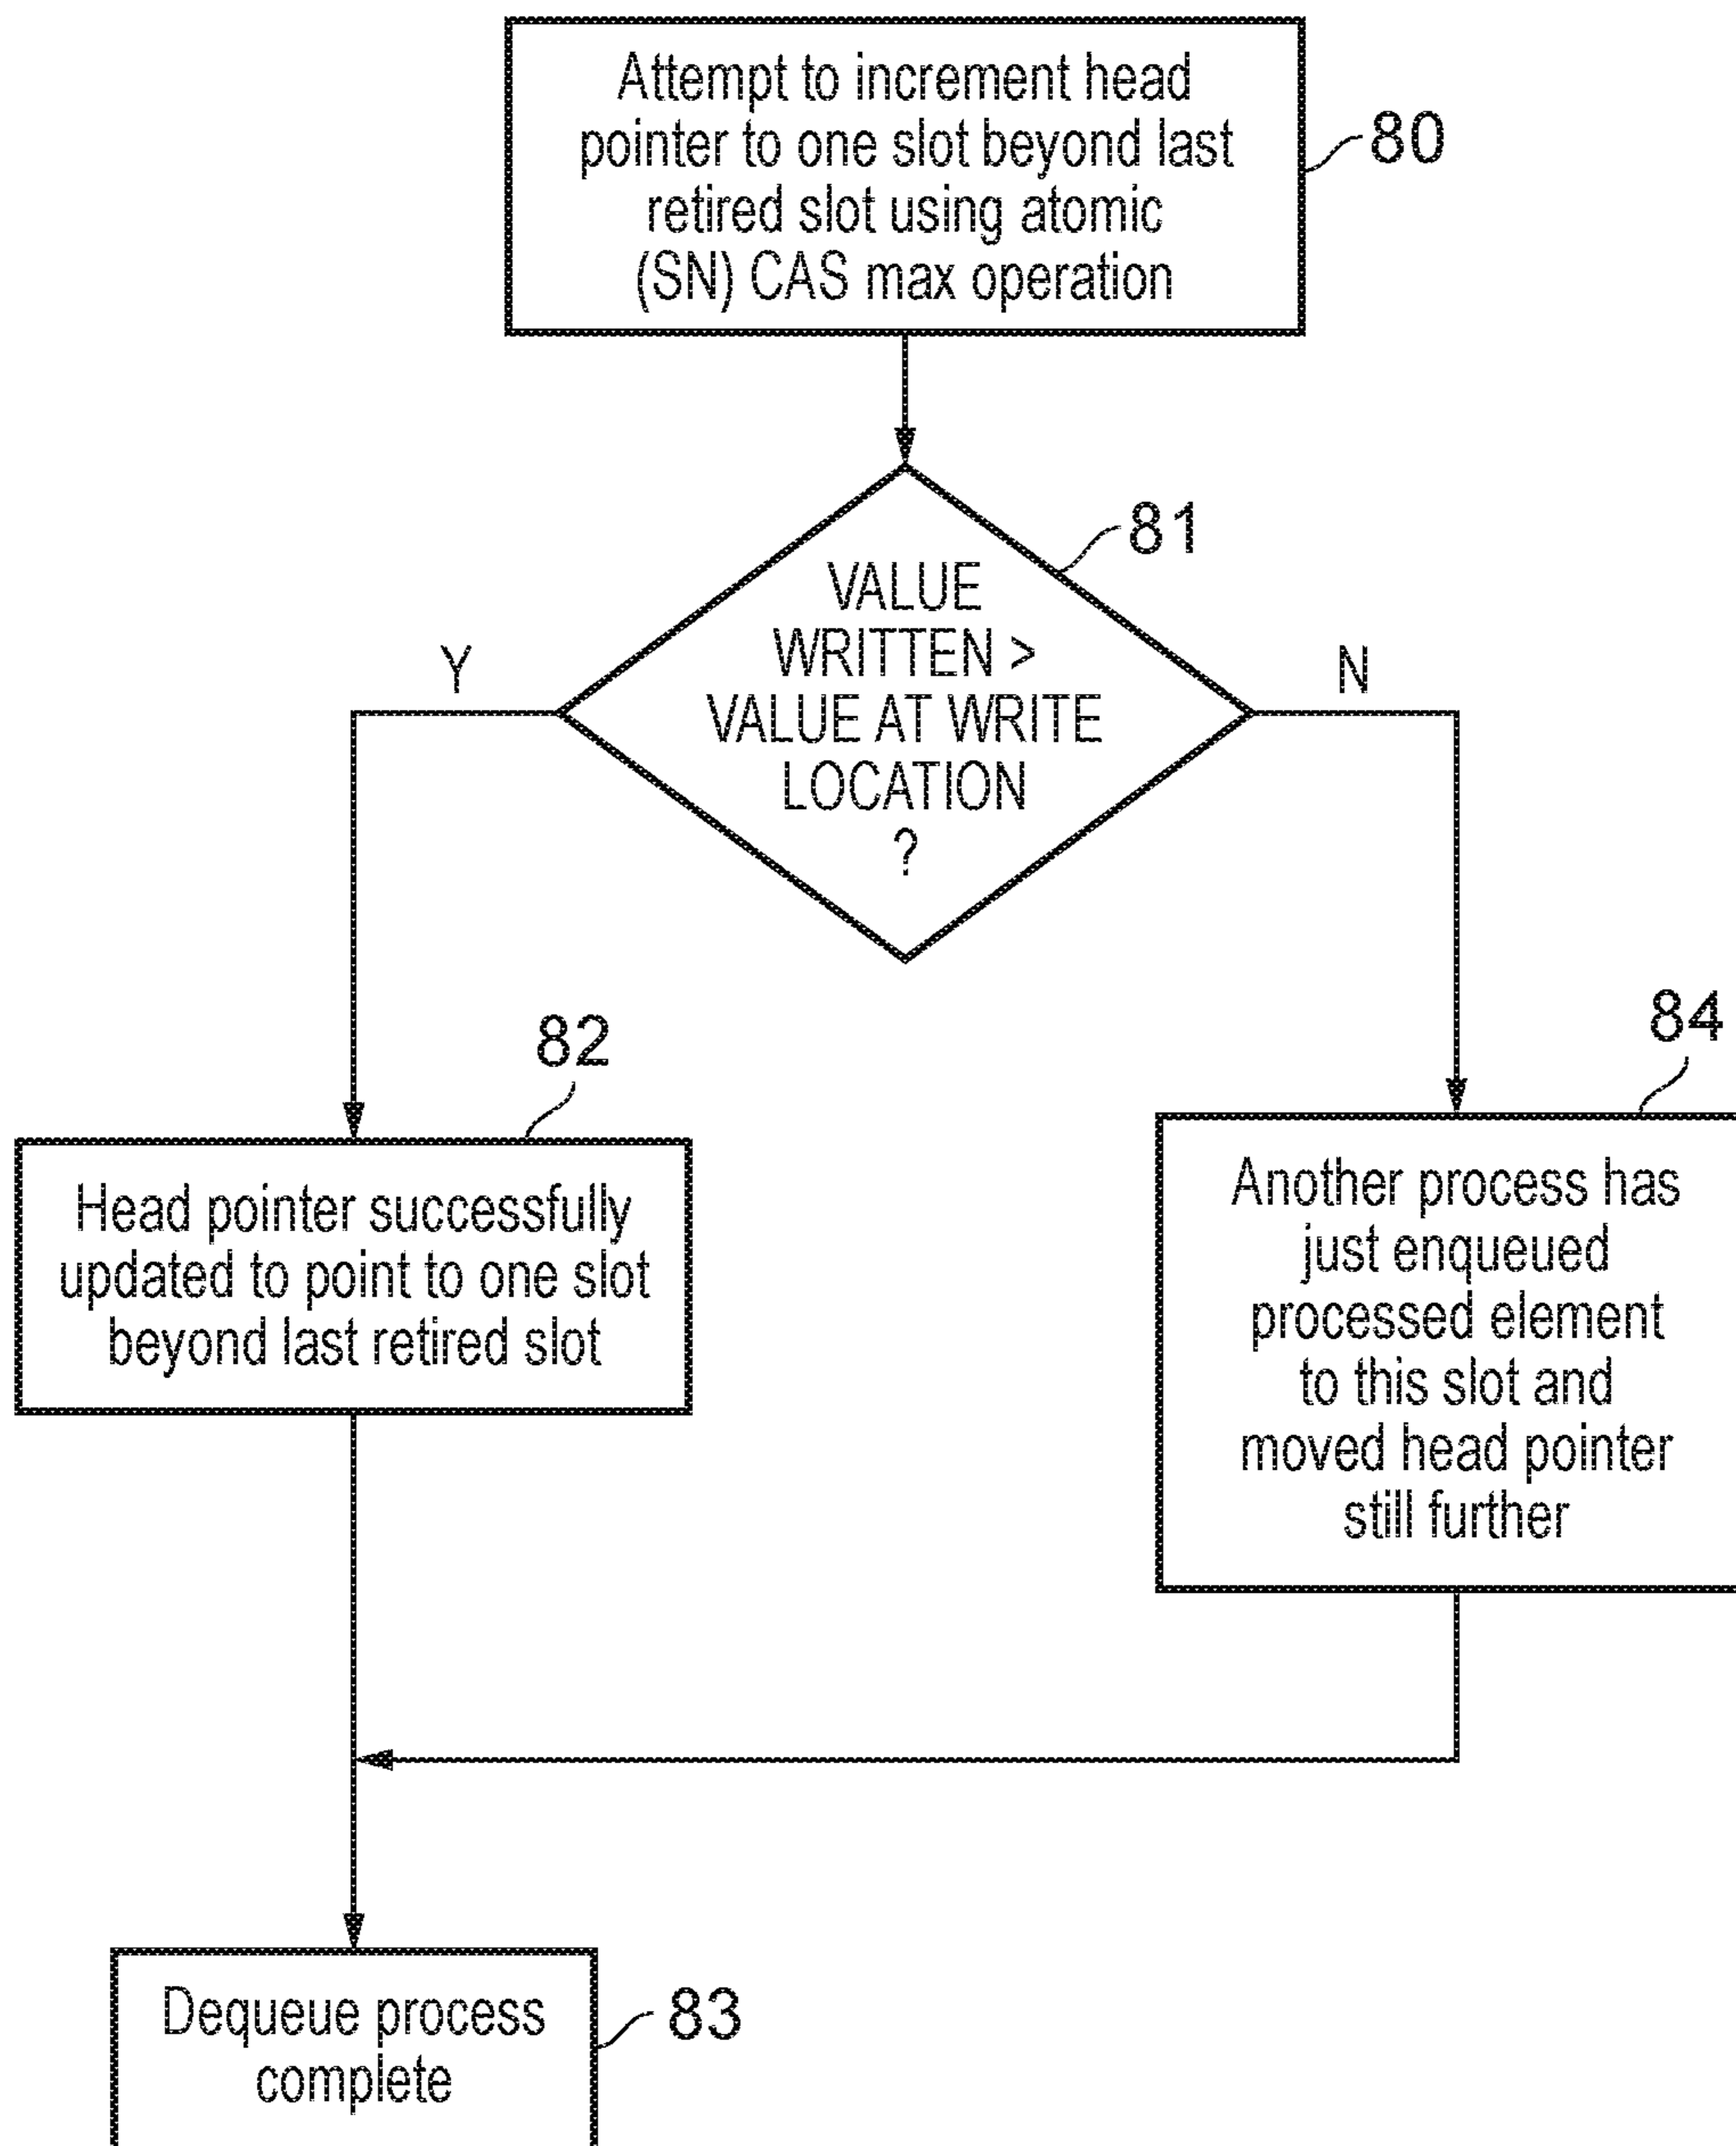 Attempt to increment head
pointer to one slot beyond last
retired slot using atomic
(SN) CAS max operation
80
81
VALUE
WRITTEN >
VALUE AT WRITE
LOCATION
?
Y
N
82
Head pointer successfully
updated to point to one slot
beyond last retired slot
84
Another process has
just enqueued
processed element
to this slot and
moved head pointer
still further
Dequeue process
complete
83